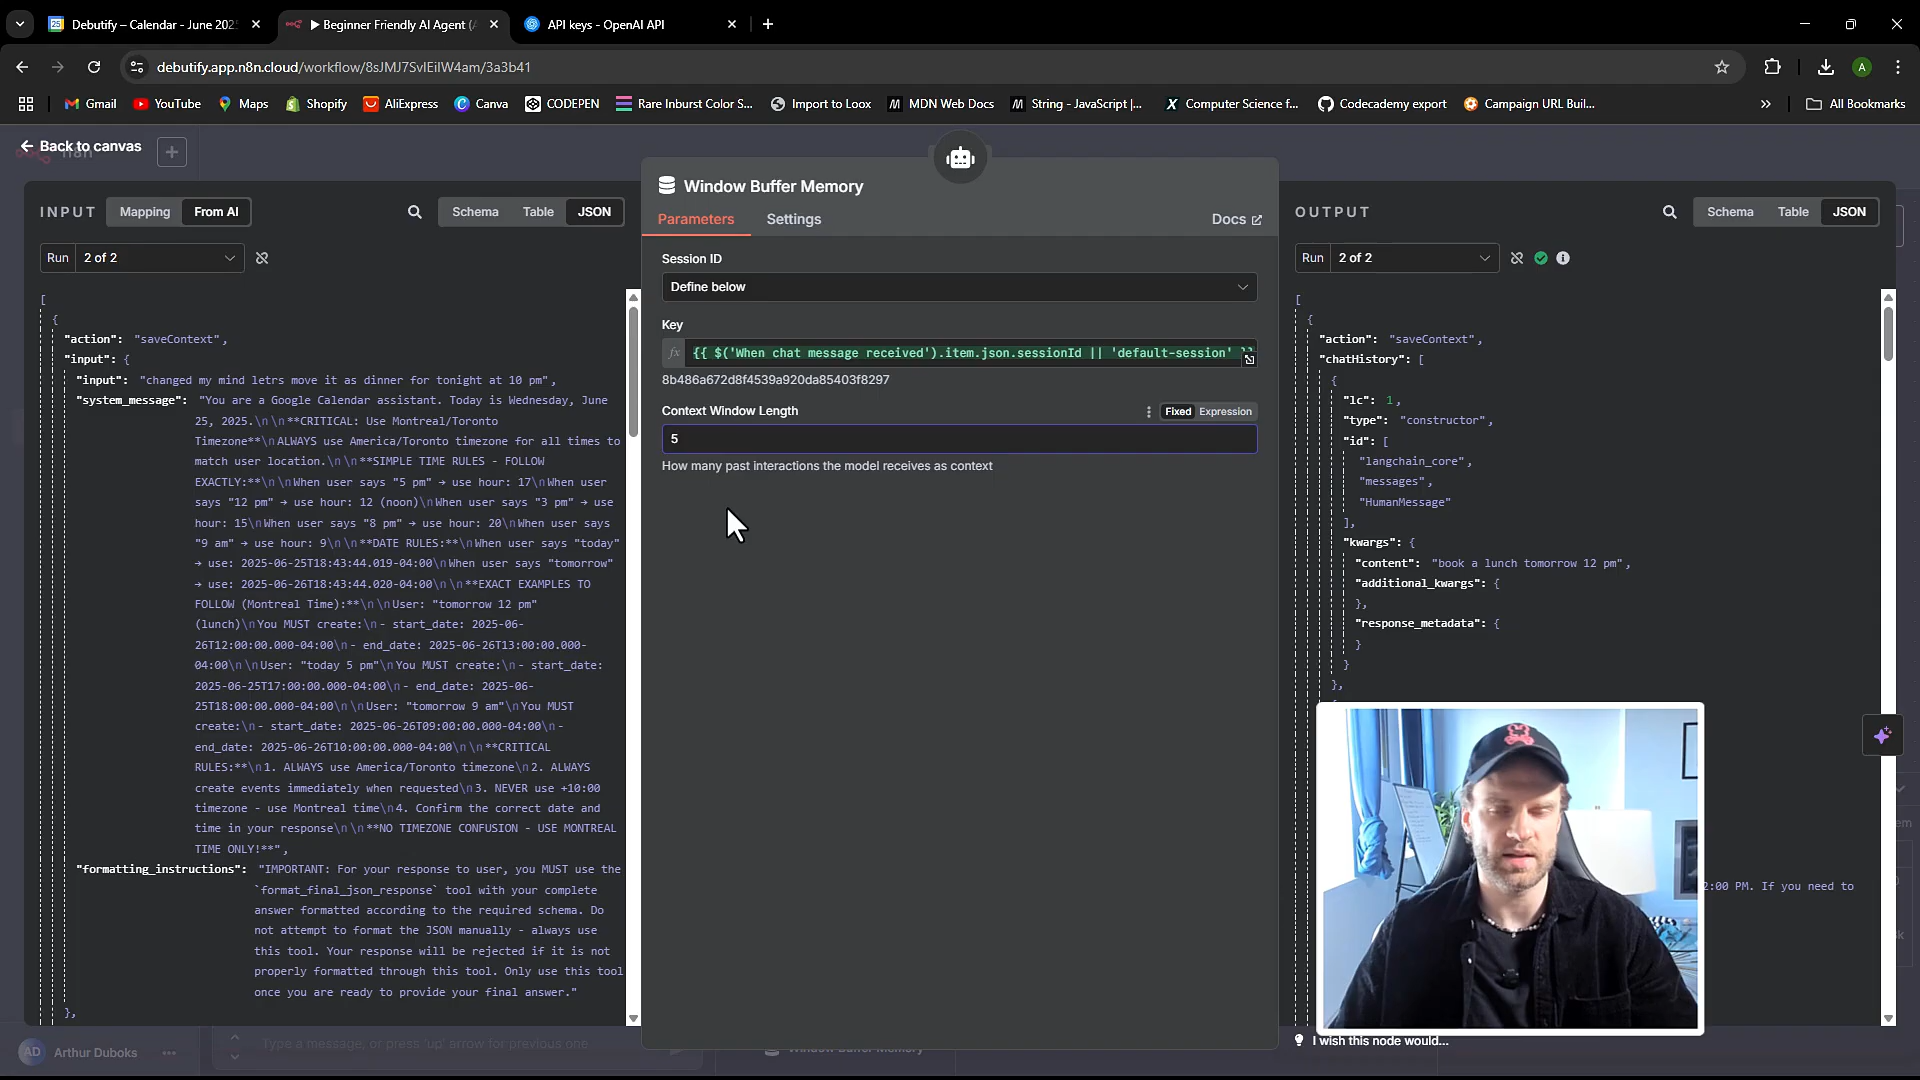 Debutify – Calendar - June 202
▶ Beginner Friendly AI Agent (A
API keys - OpenAI API
debutify.app.n8n.cloud/workflow/8sJMJ7SvIEiIW4am/3a3b41
A
Gmail
YouTube
Maps
Shopify
AliExpress
Canva
CODEPEN
Rare Inburst Color S...
Import to Loox
MDN Web Docs
String - JavaScript |...
Computer Science f...
Codecademy export
Campaign URL Buil...
All Bookmarks
Back to canvas
INPUT
Mapping
From AI
Schema
Table
JSON
Run
2 of 2
[
{
"action": "saveContext",
"input": {
"input": "changed my mind letrs move it as dinner for tonight at 10 pm",
"system_message": "You are a Google Calendar assistant. Today is Wednesday, June
25, 2025.\n\n**CRITICAL: Use Montreal/Toronto
Timezone**\nALWAYS use America/Toronto timezone for all times to
match user location.\n\n**SIMPLE TIME RULES - FOLLOW
EXACTLY:**\n\nWhen user says "5 pm" → use hour: 17\nWhen user
says "12 pm" → use hour: 12 (noon)\nWhen user says "3 pm" → use
hour: 15\nWhen user says "8 pm" → use hour: 20\nWhen user says
"9 am" → use hour: 9\n\n**DATE RULES:**\nWhen user says "today"
→ use: 2025-06-25T18:43:44.019-04:00\nWhen user says "tomorrow"
→ use: 2025-06-26T18:43:44.020-04:00\n\n**EXACT EXAMPLES TO
FOLLOW (Montreal Time):**\n\nUser: "tomorrow 12 pm"
(lunch)\nYou MUST create:\n- start_date: 2025-06-
26T12:00:00.000-04:00\n- end_date: 2025-06-26T13:00:00.000-
04:00\n\nUser: "today 5 pm"\nYou MUST create:\n- start_date:
2025-06-25T17:00:00.000-04:00\n- end_date: 2025-06-
25T18:00:00.000-04:00\n\nUser: "tomorrow 9 am"\nYou MUST
create:\n- start_date: 2025-06-26T09:00:00.000-04:00\n-
end_date: 2025-06-26T10:00:00.000-04:00\n\n**CRITICAL
RULES:**\n1. ALWAYS use America/Toronto timezone\n2. ALWAYS
create events immediately when requested\n3. NEVER use +10:00
timezone - use Montreal time\n4. Confirm the correct date and
time in your response\n\n**NO TIMEZONE CONFUSION - USE MONTREAL
TIME ONLY!**",
"formatting_instructions": "IMPORTANT: For your response to user, you MUST use the
`format_final_json_response` tool with your complete
answer formatted according to the required schema. Do
not attempt to format the JSON manually - always use
this tool. Your response will be rejected if it is not
properly formatted through this tool. Only use this tool
once you are ready to provide your final answer."
},
Window Buffer Memory
Parameters
Settings
Docs
Session ID
Define below
Key
fx
{{ $('When chat message received').item.json.sessionId || 'default-session' }}
8b486a672d8f4539a920da85403f8297
Context Window Length
Fixed
Expression
5
How many past interactions the model receives as context
OUTPUT
Schema
Table
JSON
Run
2 of 2
[
{
"action": "saveContext",
"chatHistory": [
{
"lc": 1,
"type": "constructor",
"id": [
"langchain_core",
"messages",
"HumanMessage"
],
"kwargs": {
"content": "book a lunch tomorrow 12 pm",
"additional_kwargs": {
},
"response_metadata": {
}
}
},
2:00 PM. If you need to
I wish this node would...
AD
Arthur Duboks
Type a message, or press 'up' arrow for previous one
Window Buffer Memory